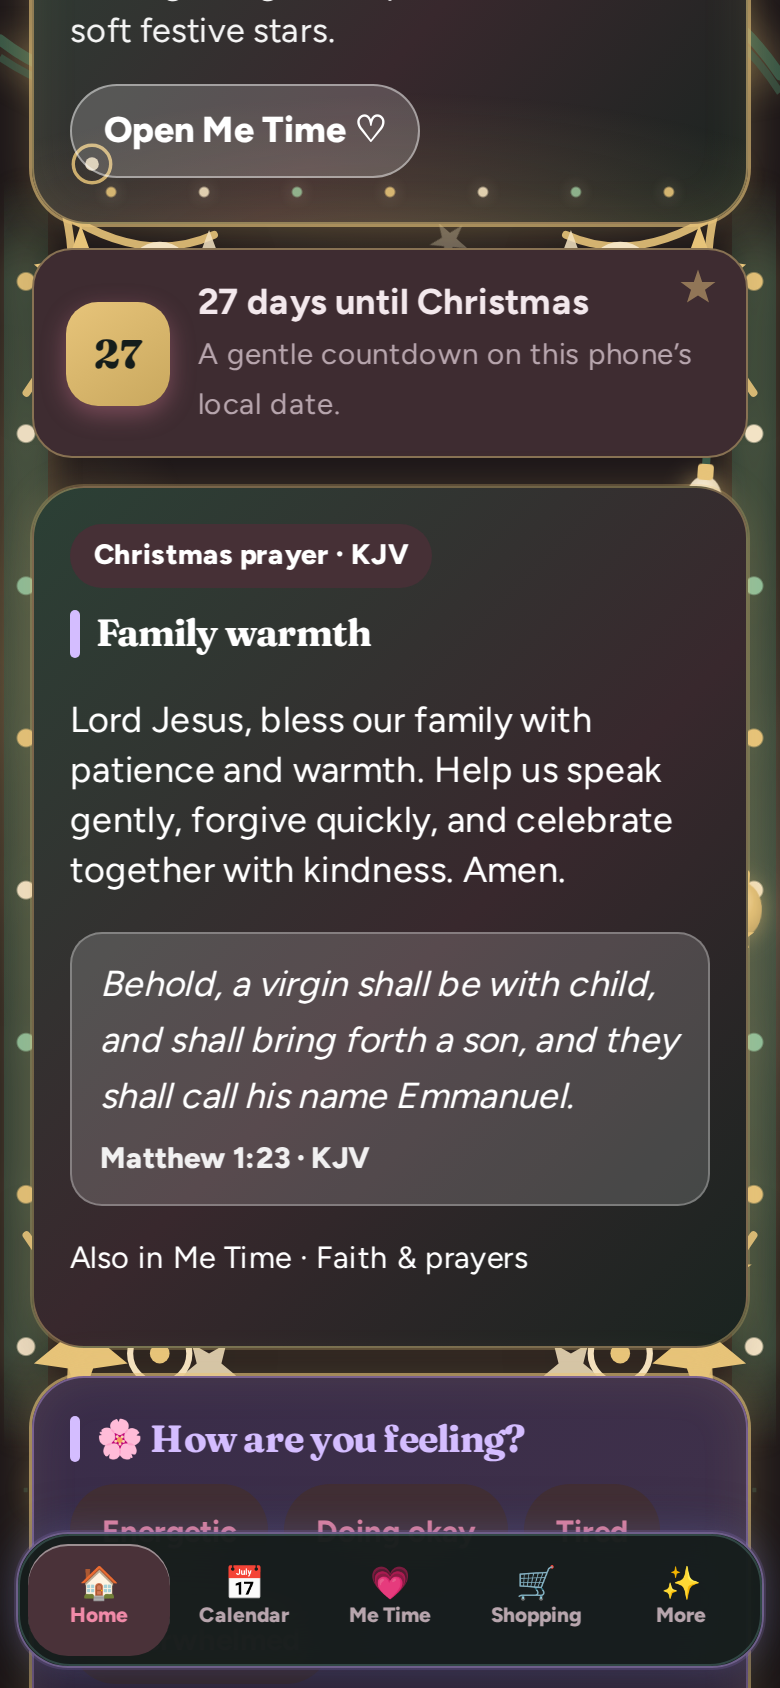 soft festive stars.
Open Me Time ♡
27
27 days until Christmas
A gentle countdown on this phone's
local date.
Christmas prayer · KJV
Family warmth
Lord Jesus, bless our family with
patience and warmth. Help us speak
gently, forgive quickly, and celebrate
together with kindness. Amen.
Behold, a virgin shall be with child,
and shall bring forth a son, and they
shall call his name Emmanuel.
Matthew 1:23 · KJV
Also in Me Time · Faith & prayers
🌸 How are you feeling?
Energetic Doing okay Tired
Home Calendar Me Time Shopping More